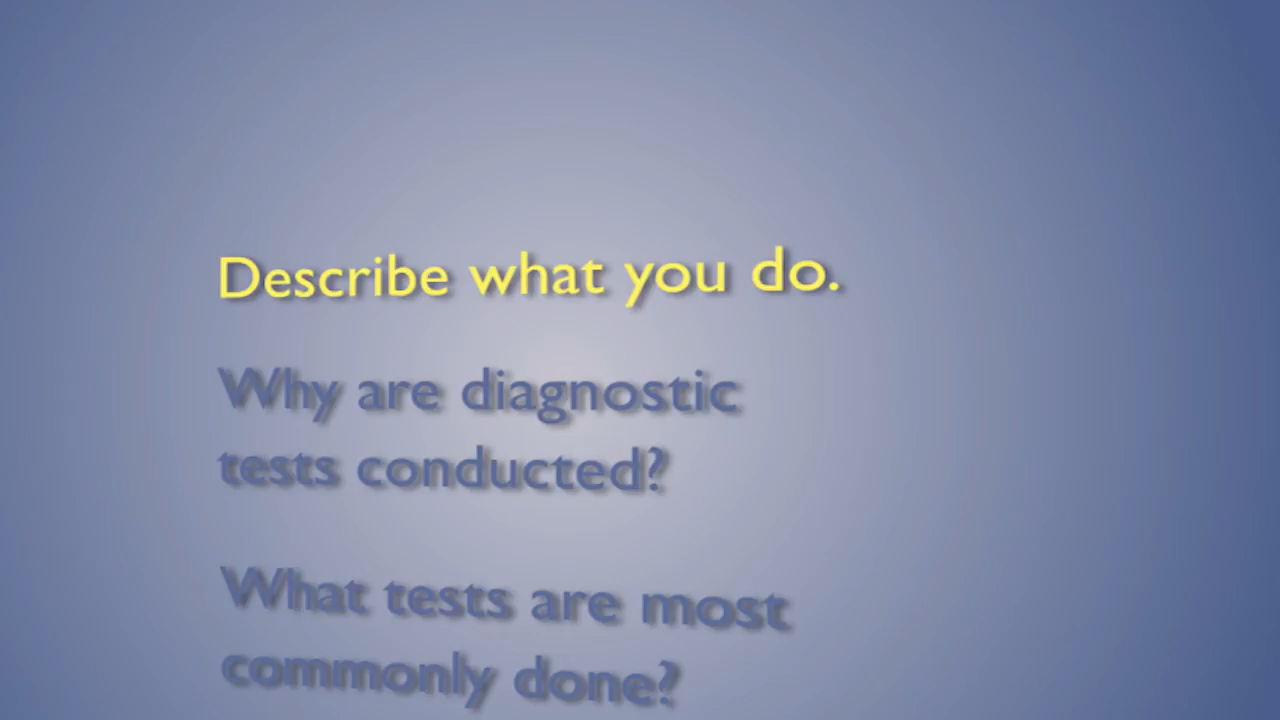 Describe what you do.
Why are diagnostic
tests conducted?
What tests are most
commonly done?